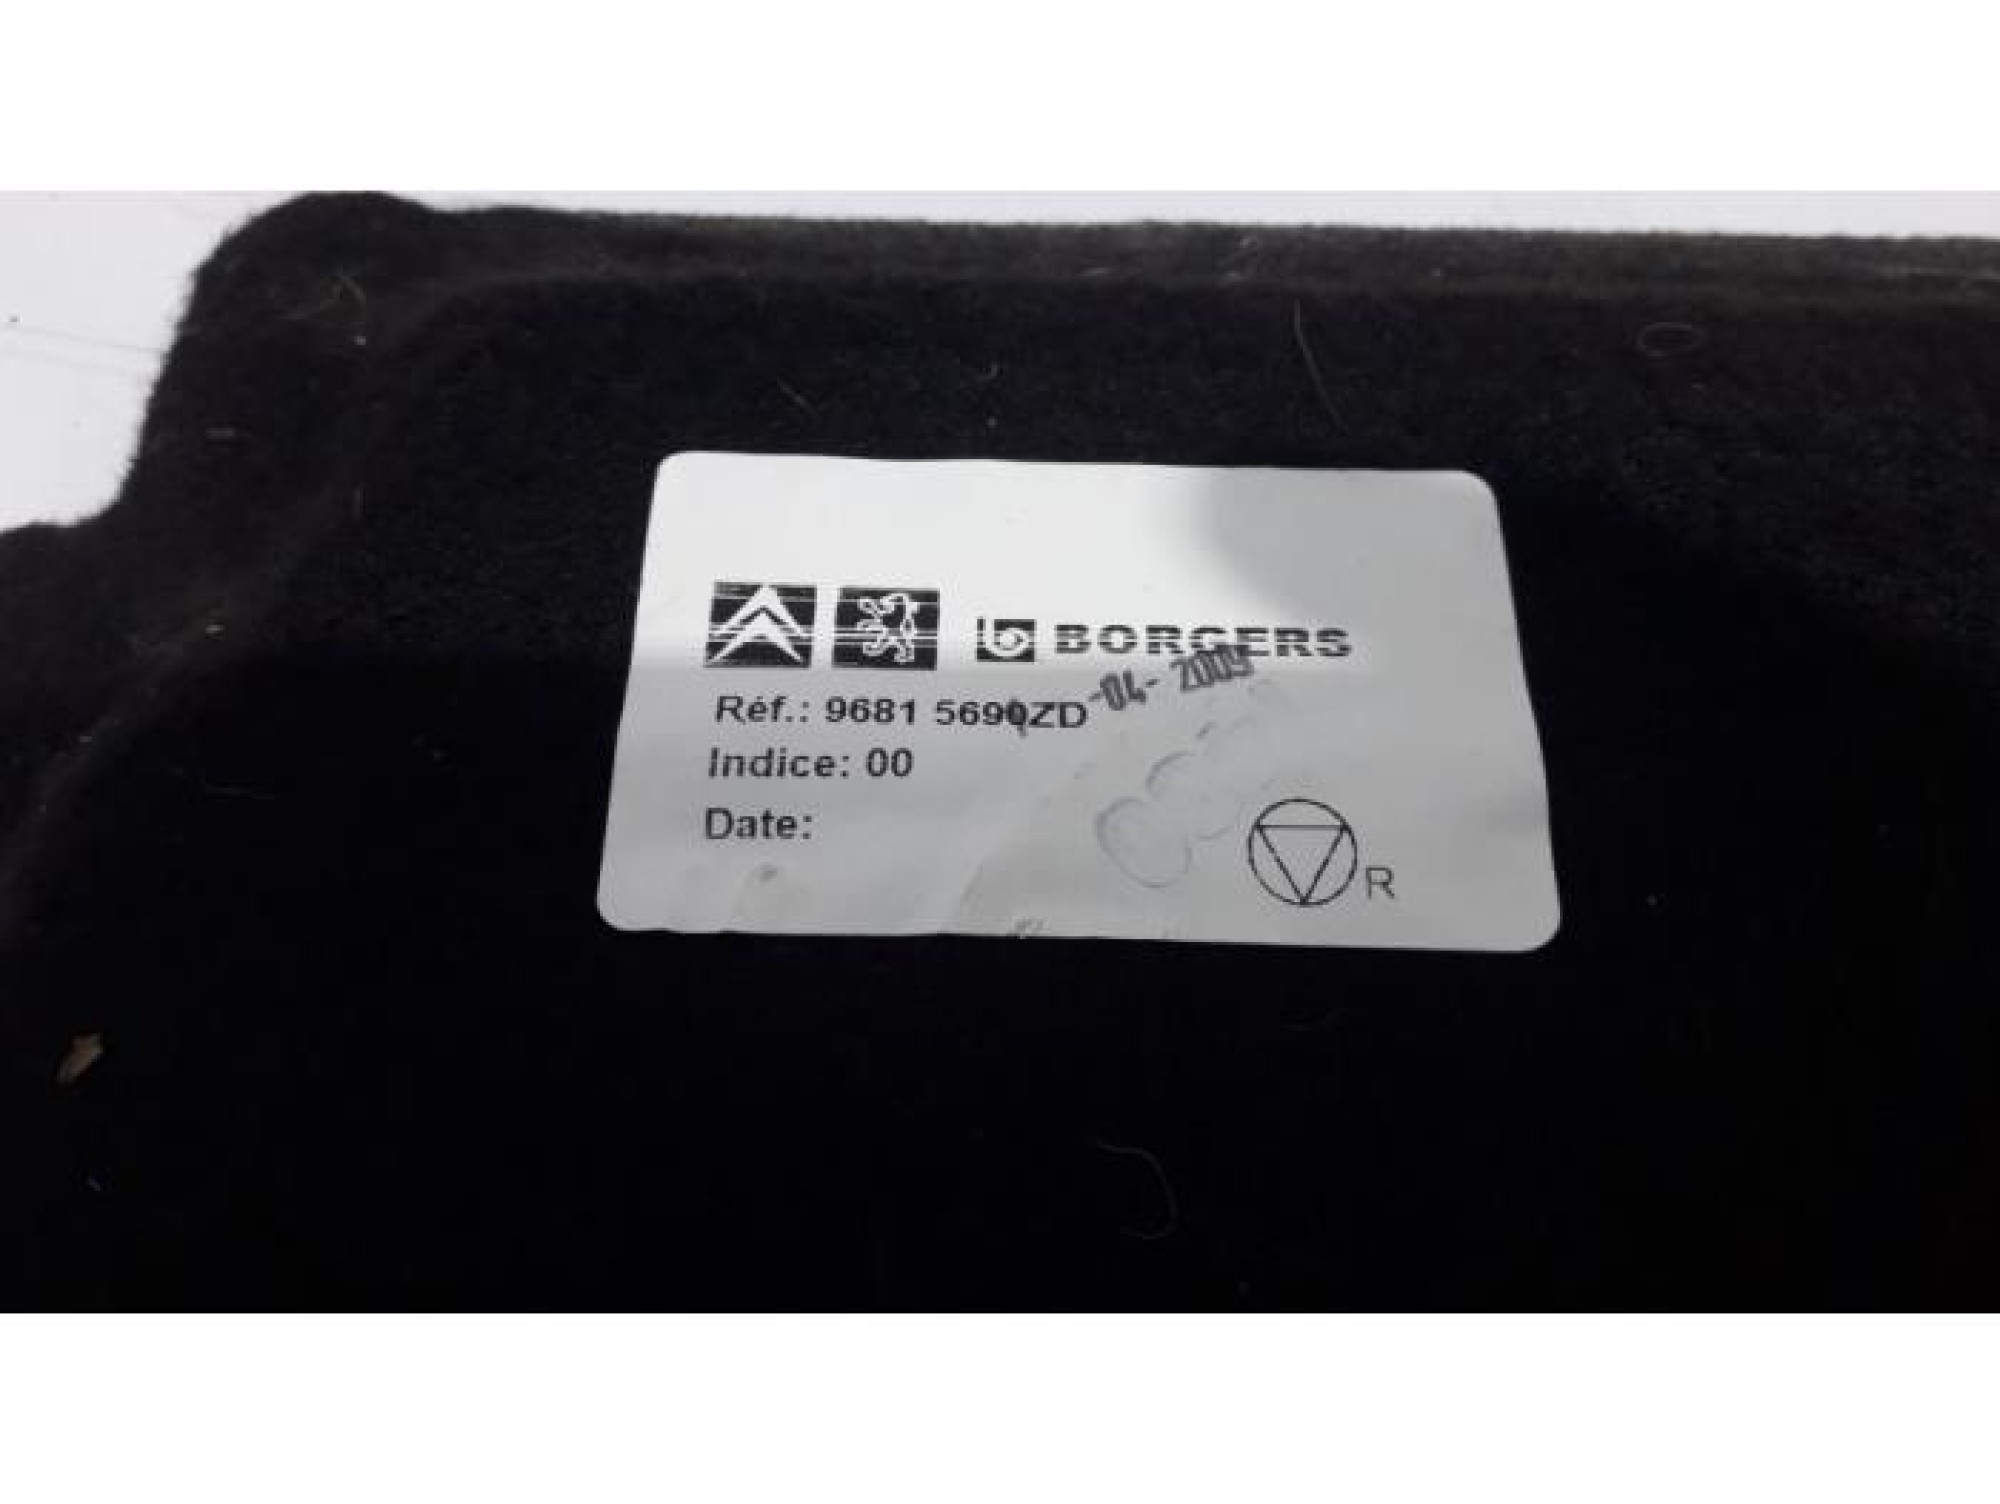 BORGERS
-04- 2009
Réf.: 9681 5690ZD
Indice: 00
Date:
R